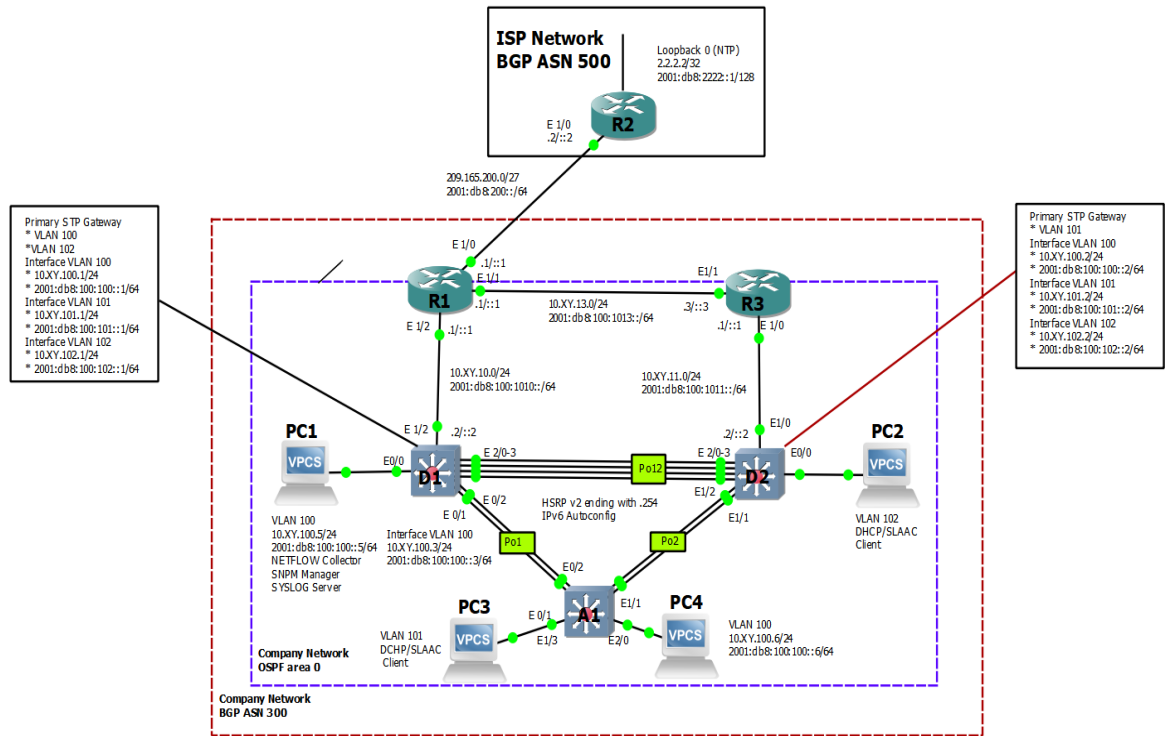 ISP Network
BGP ASN 500
Loopback 0 (NTP)
2.2.2.2/32
2001:db8:2222::1/128
E 1/0
.2/::2
R2
209.165.200.0/27
2001:db8:200::/64
Primary STP Gateway
* VLAN 100
*VLAN 102
Interface VLAN 100
* 10.XY.100.1/24
* 2001:db8:100:100::1/64
Interface VLAN 101
* 10.XY.101.1/24
* 2001:db8:100:101::1/64
Interface VLAN 102
* 10.XY.102.1/24
* 2001:db8:100:102::1/64
Primary STP Gateway
* VLAN 101
Interface VLAN 100
* 10.XY.100.2/24
* 2001:db8:100:100::2/64
Interface VLAN 101
* 10.XY.101.2/24
* 2001:db8:100:101::2/64
Interface VLAN 102
* 10.XY.102.2/24
* 2001:db8:100:102::2/64
E 1/0
.1/::1
E 1/1
R1
.1/::1
E 1/2
.1/::1
10.XY.13.0/24
2001:db8:100:1013::/64
E1/1
.3/::3
R3
.1/::1
E 1/0
10.XY.10.0/24
2001:db8:100:1010::/64
10.XY.11.0/24
2001:db8:100:1011::/64
E 1/2
.2/::2
E1/0
.2/::2
PC1
VPCS
E0/0
D1
E 2/0-3
Po12
E 2/0-3
D2
E0/0
PC2
VPCS
E 0/2
E 0/1
HSRP v2 ending with .254
IPv6 Autoconfig
E1/2
E1/1
VLAN 100
10.XY.100.5/24
2001:db8:100:100::5/64
NETFLOW Collector
SNPM Manager
SYSLOG Server
Interface VLAN 100
10.XY.100.3/24
2001:db8:100:100::3/64
VLAN 102
DHCP/SLAAC
Client
Po1
Po2
E0/2
E1/1
A1
PC3
VPCS
E 0/1
E1/3
E2/0
PC4
VPCS
VLAN 101
DCHP/SLAAC
Client
VLAN 100
10.XY.100.6/24
2001:db8:100:100::6/64
Company Network
OSPF area 0
Company Network
BGP ASN 300